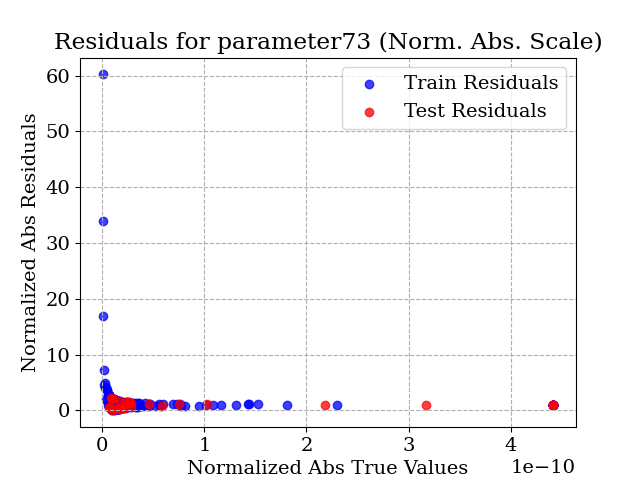 Residuals for parameter73 (Norm. Abs. Scale)
Train Residuals
Test Residuals
Normalized Abs Residuals
60
50
40
30
20
10
0
0 1 2 3 4
1e−10
Normalized Abs True Values